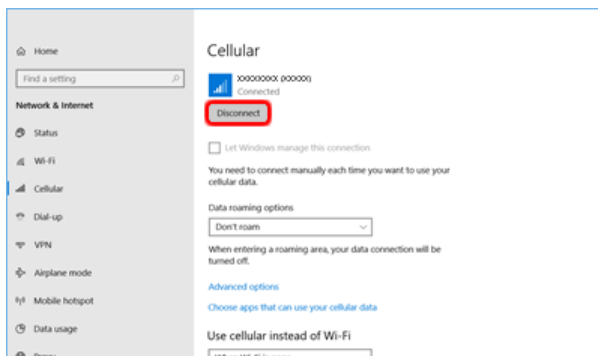 Home
Find a setting
Network & Internet
Status
Wi-Fi
Cellular
Dial-up
VPN
Airplane mode
Mobile hotspot
Data usage
Proxy
Cellular
XXXXXXXXX (XXXXX)
Connected
Disconnect
Let Windows manage this connection
You need to connect manually each time you want to use your
cellular data.
Data roaming options
Don't roam
When entering a roaming area, your data connection will be
turned off.
Advanced options
Choose apps that can use your cellular data
Use cellular instead of Wi-Fi